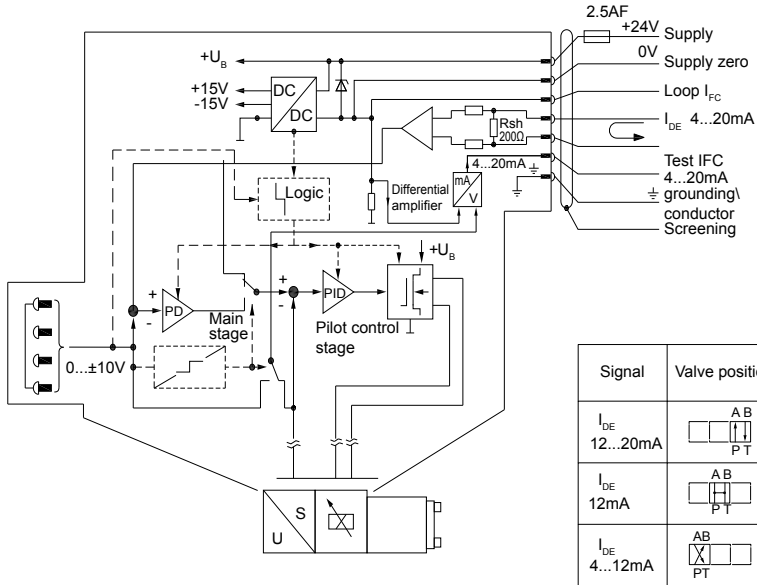 2.5AF
+24V Supply
0V Supply zero
Loop I_FC
I_DE 4...20mA
Test IFC
4...20mA
grounding\
conductor
Screening
+U_B
+15V
-15V
DC
DC
Rsh
200Ω
4...20mA
mA
V
Differential
amplifier
Logic
+U_B
+
-
PD
Main
stage
+
-
PID
Pilot control
stage
0...±10V
S
U
Signal Valve positi
I_DE
12...20mA
A B
P T
I_DE
12mA
A B
P T
I_DE
4...12mA
AB
PT